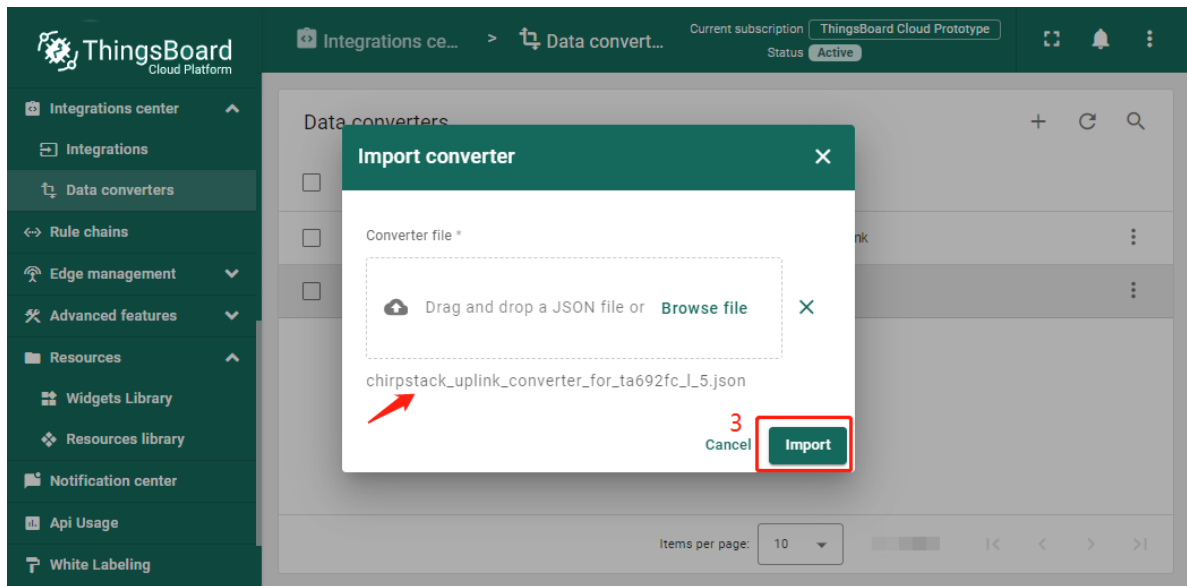 ThingsBoard
Cloud Platform
Integrations ce... > Data convert...
Current subscription ThingsBoard Cloud Prototype
Status Active
Integrations center
Integrations
Data converters
Rule chains
Edge management
Advanced features
Resources
Widgets Library
Resources library
Notification center
Api Usage
White Labeling
Data converters
Import converter
Converter file *
Drag and drop a JSON file or Browse file
chirpstack_uplink_converter_for_ta692fc_l_5.json
3
Cancel Import
nk
Items per page: 10